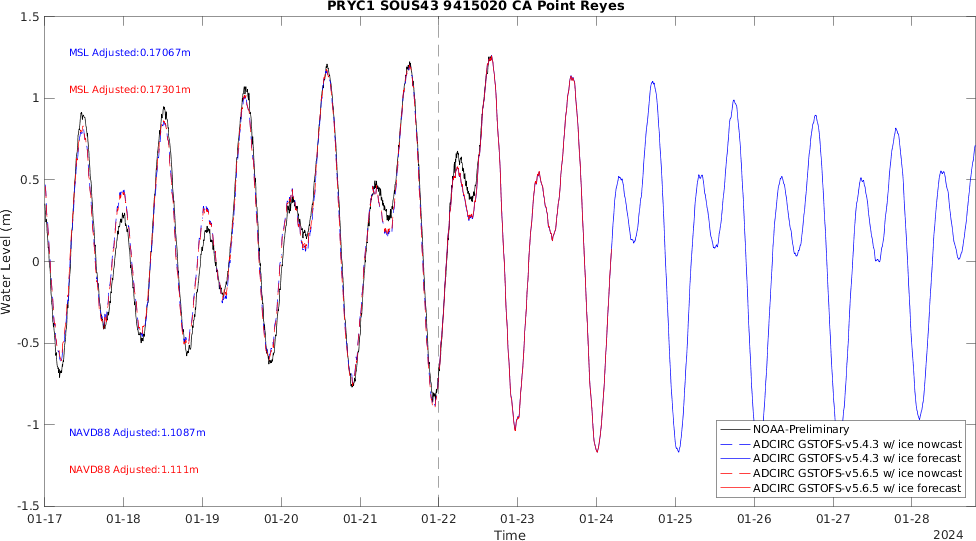 PRYC1 SOUS43 9415020 CA Point Reyes
1.5
MSL Adjusted:0.17067m
1
MSL Adjusted:0.17301m
0.5
0
Water Level (m)
-0.5
-1
NAVD88 Adjusted:1.1087m
NAVD88 Adjusted:1.111m
-1.5
NOAA-Preliminary
ADCIRC GSTOFS-v5.4.3 w/ ice nowcast
ADCIRC GSTOFS-v5.4.3 w/ ice forecast
ADCIRC GSTOFS-v5.6.5 w/ ice nowcast
ADCIRC GSTOFS-v5.6.5 w/ ice forecast
01-17 01-18 01-19 01-20 01-21 01-22 01-23 01-24 01-25 01-26 01-27 01-28
Time
2024